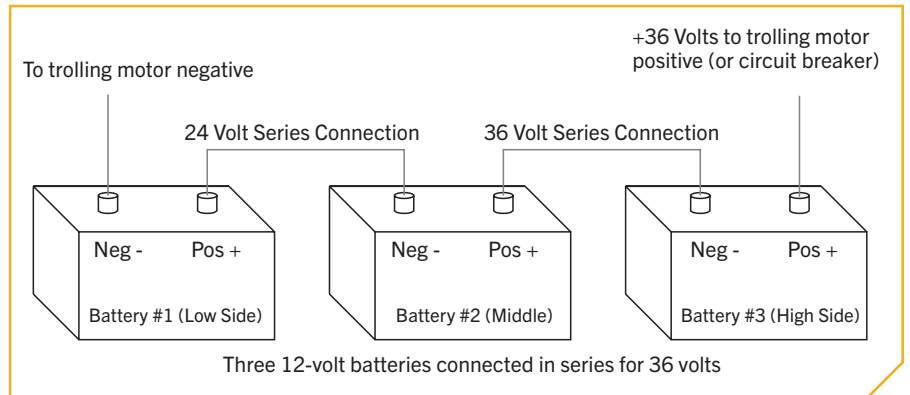 +36 Volts to trolling motor
positive (or circuit breaker)
To trolling motor negative
24 Volt Series Connection
36 Volt Series Connection
Neg -
Pos +
Neg -
Pos +
Neg -
Pos +
Battery #1 (Low Side)
Battery #2 (Middle)
Battery #3 (High Side)
Three 12-volt batteries connected in series for 36 volts